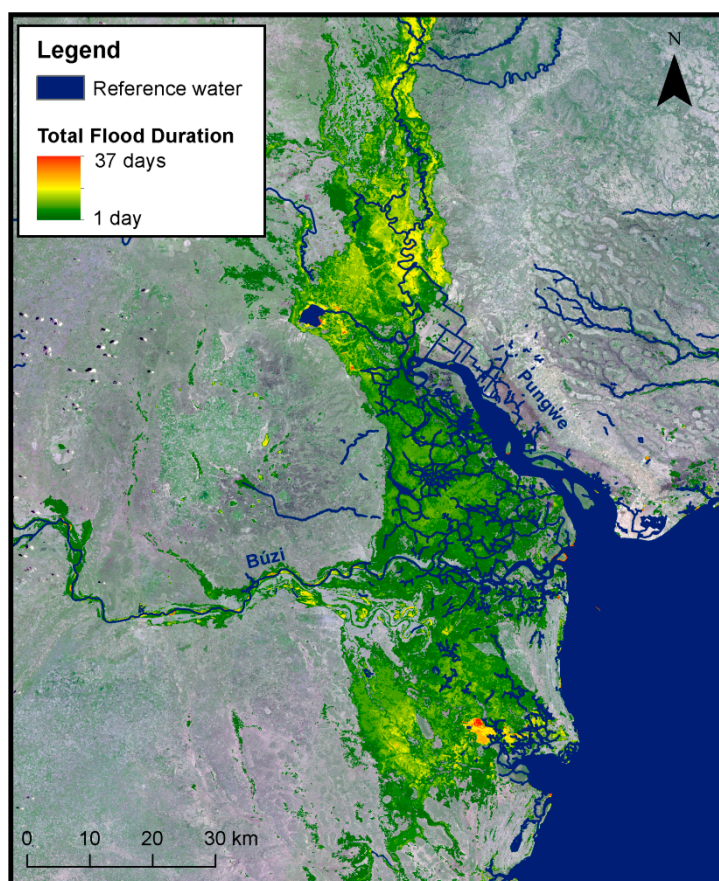 Legend
Reference water
Total Flood Duration
37 days
1 day
N
Pungwe
Búzi
0 10 20 30 km